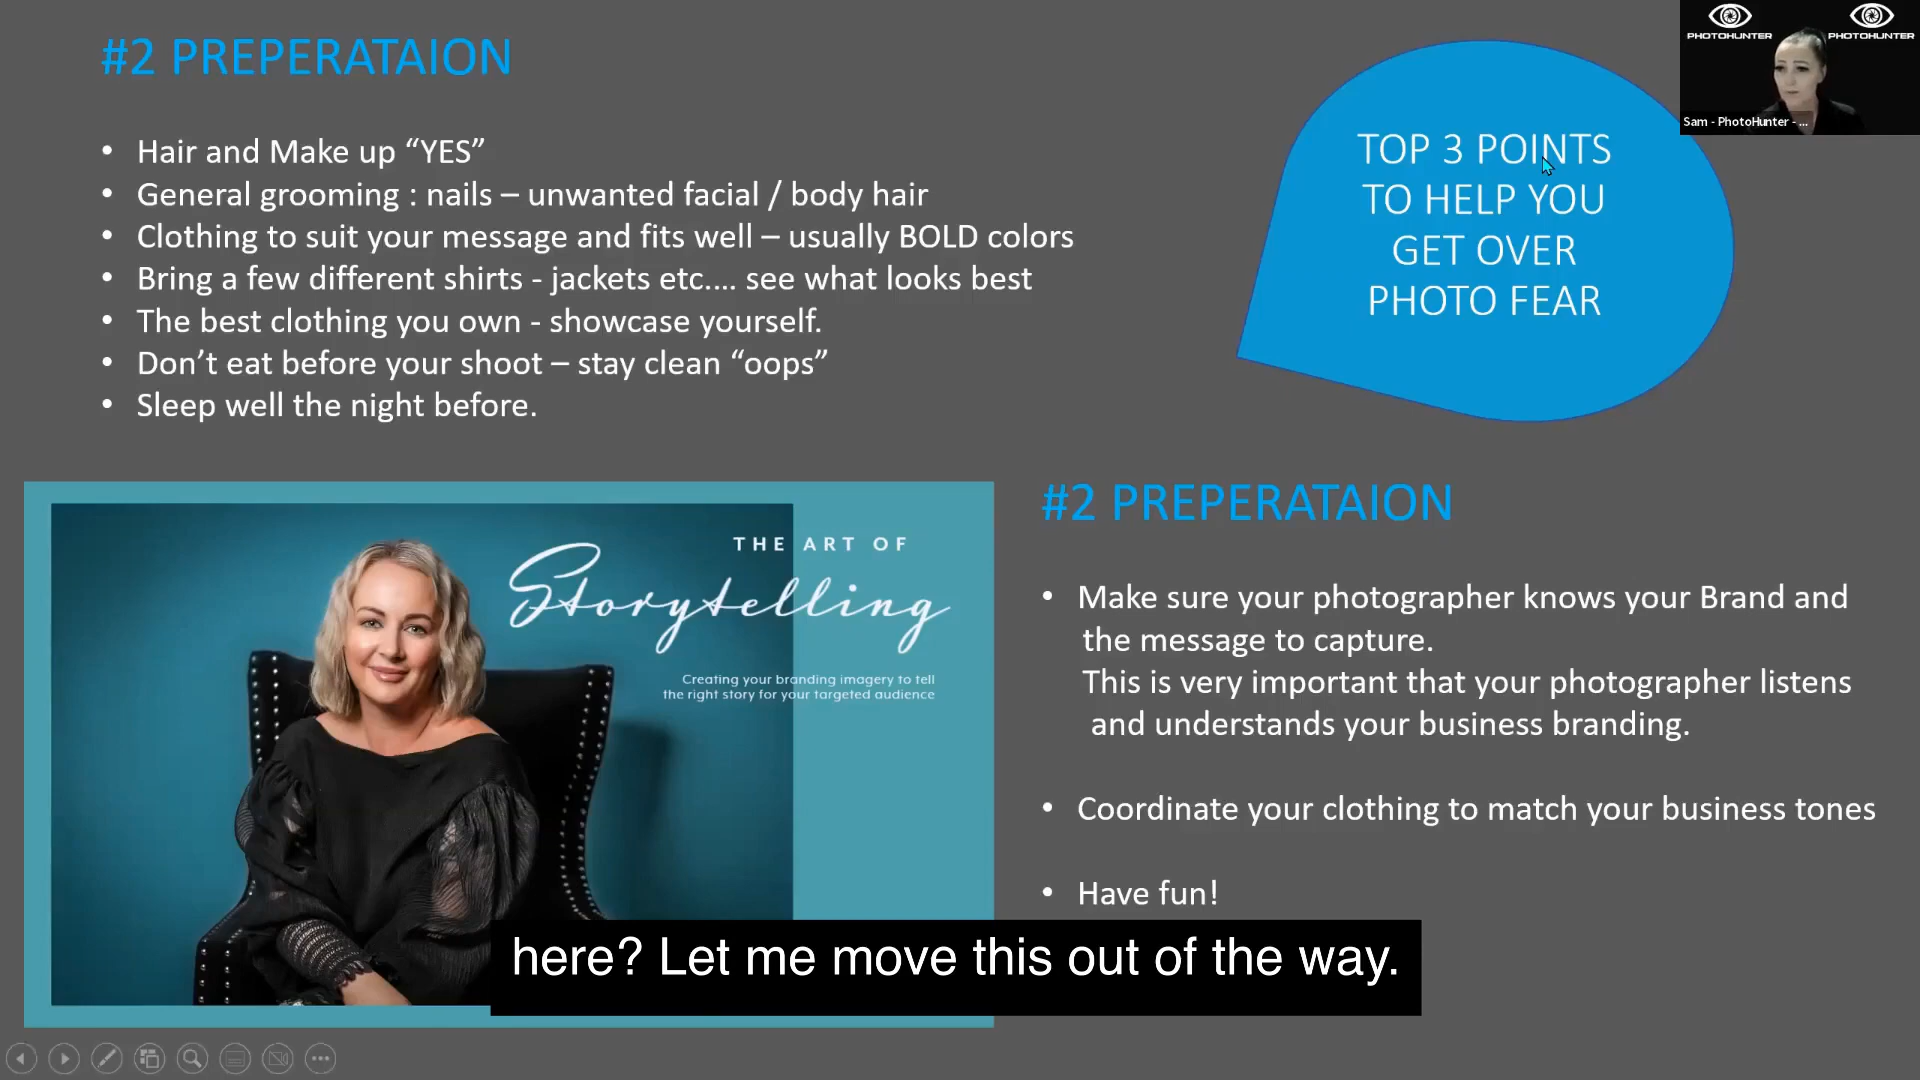 #2 PREPERATAION
• Hair and Make up “YES”
• General grooming : nails – unwanted facial / body hair
• Clothing to suit your message and fits well – usually BOLD colors
• Bring a few different shirts - jackets etc.... see what looks best
• The best clothing you own - showcase yourself.
• Don’t eat before your shoot – stay clean “oops”
• Sleep well the night before.
TOP 3 POINTS
TO HELP YOU
GET OVER
PHOTO FEAR
PHOTOHUNTER
PHOTOHUNTER
Sam - PhotoHunter - ...
THE ART OF
Storytelling
Creating your branding imagery to tell
the right story for your targeted audience
#2 PREPERATAION
• Make sure your photographer knows your Brand and
the message to capture.
This is very important that your photographer listens
and understands your business branding.
• Coordinate your clothing to match your business tones
• Have fun!
here? Let me move this out of the way.